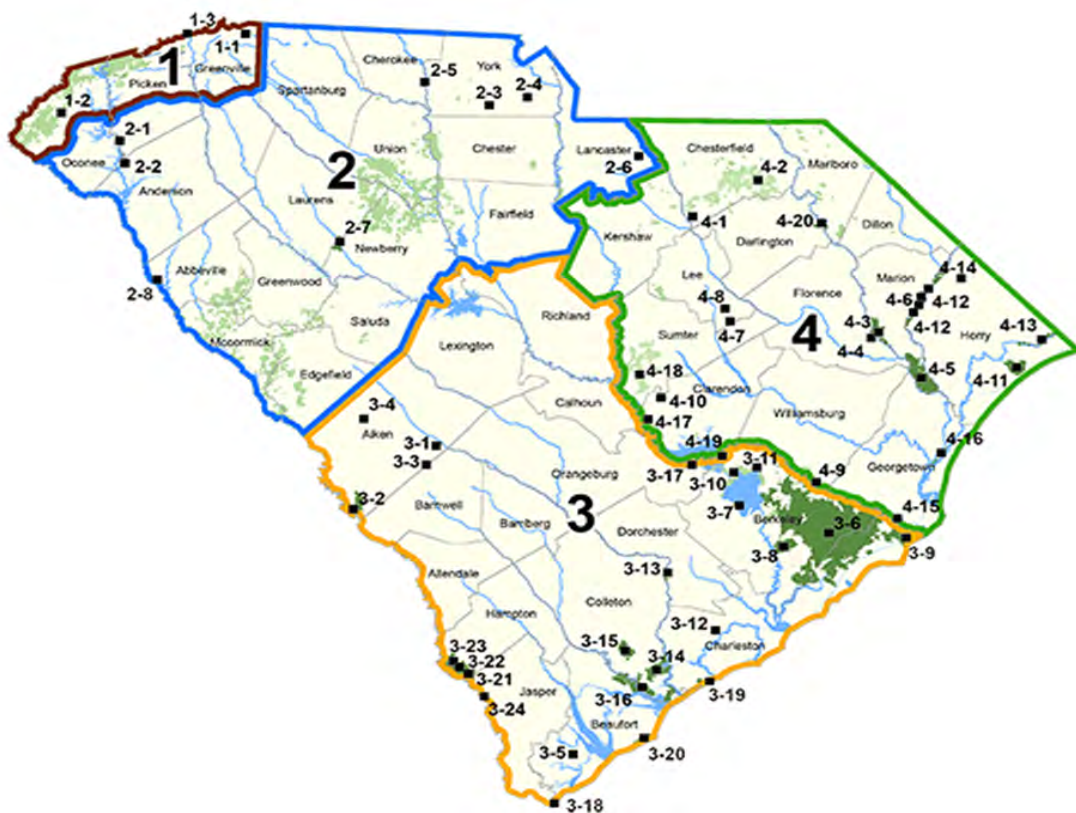 1-3
1-1
1
Greenville
Picken
1-2
2-1
Oconee
2-2
Anderson
Cherokee
2-5
York
2-4
2-3
Spartanburg
Union
Chester
Lancaster
2-6
2
Laurens
2-7
Newberry
Fairfield
Abbeville
2-8
Greenwood
Saluda
Mccormick
Edgefield
Chesterfield
4-2
Marlboro
4-1
4-20
Dillon
Kershaw
Darlington
Lee
Marion
4-14
Florence
4-8
4-6
4-12
4-12
4-7
4-3
4-4
Horry
4-13
Sumter
4
4-5
4-11
4-18
Clarendon
4-10
4-17
Williamsburg
4-19
4-16
Georgetown
4-9
4-15
Richland
Lexington
Calhoun
3-4
Aiken
3-1
3-3
Orangeburg
3-17
3-11
3-10
3-2
Barnwell
Bamberg
3
3-7
Berkeley
3-6
3-8
3-9
Dorchester
Allendale
3-13
Hampton
Colleton
3-12
Charleston
3-15
3-14
3-23
3-22
3-21
3-24
Jasper
3-16
3-19
Beaufort
3-5
3-20
3-18